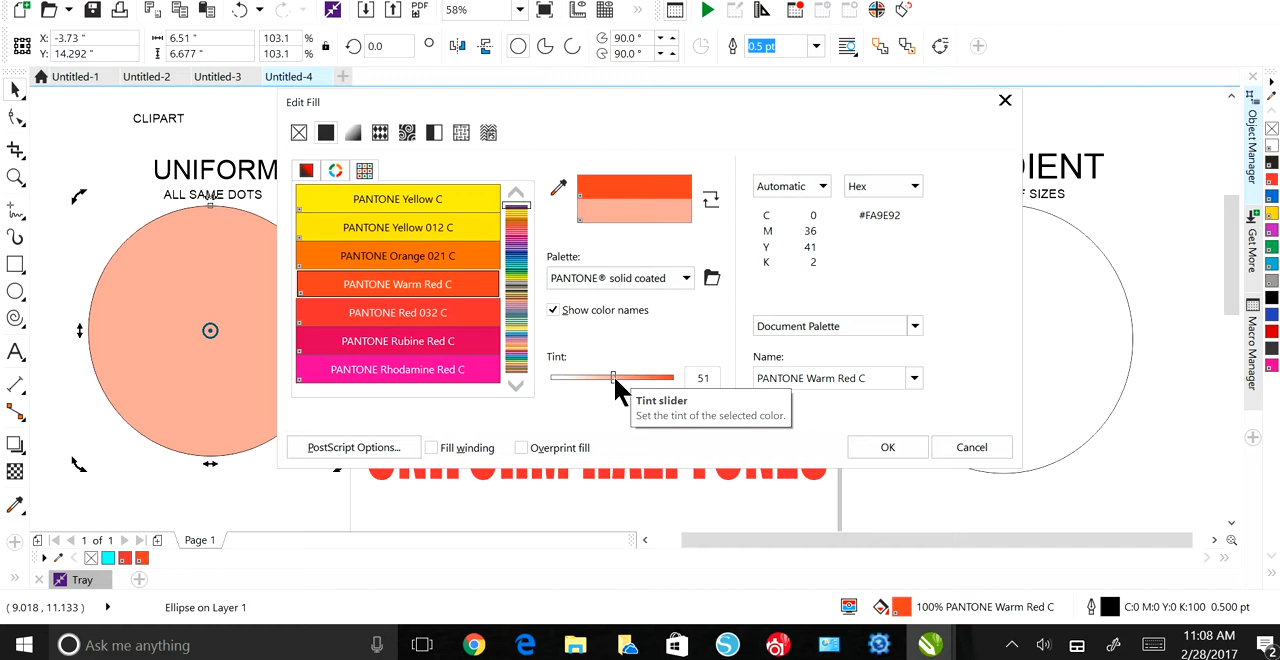 PDF
58%
X: -3.73 "
Y: 14.292 "
6.51 "
6.677 "
103.1 %
103.1 %
0.0
90.0 °
90.0 °
0.5 pt
Untitled-1
Untitled-2
Untitled-3
Untitled-4
CLIPART
UNIFORM
ALL SAME DOTS
DIENT
OF SIZES
Edit Fill
PANTONE Yellow C
PANTONE Yellow 012 C
PANTONE Orange 021 C
PANTONE Warm Red C
PANTONE Red 032 C
PANTONE Rubine Red C
PANTONE Rhodamine Red C
Palette:
PANTONE® solid coated
Show color names
Tint:
51
Tint slider
Set the tint of the selected color.
Automatic
Hex
C 0
M 36
Y 41
K 2
#FA9E92
Document Palette
Name:
PANTONE Warm Red C
PostScript Options...
Fill winding
Overprint fill
OK
Cancel
UNIFORM HALFTONES
Object Manager
Get More
Macro Manager
1 of 1
Page 1
Tray
( 9.018 , 11.133 )
Ellipse on Layer 1
100% PANTONE Warm Red C
C:0 M:0 Y:0 K:100 0.500 pt
Ask me anything
11:08 AM
2/28/2017
2